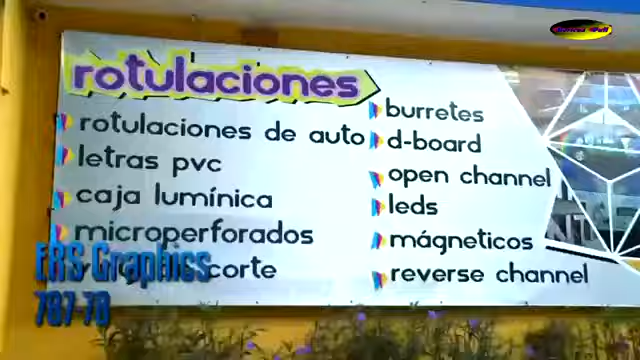 rotulaciones
rotulaciones de auto
letras pvc
caja lumínica
microperforados
corte
burretes
d-board
open channel
leds
mágneticos
reverse channel
ERS Graphics
787-78